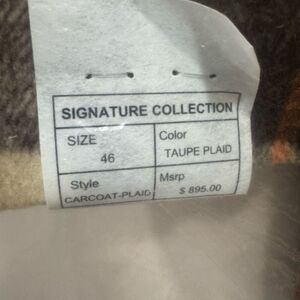 SIGNATURE COLLECTION
SIZE
46
Color
TAUPE PLAID
Style
CARCOAT-PLAID
Msrp
$ 895.00